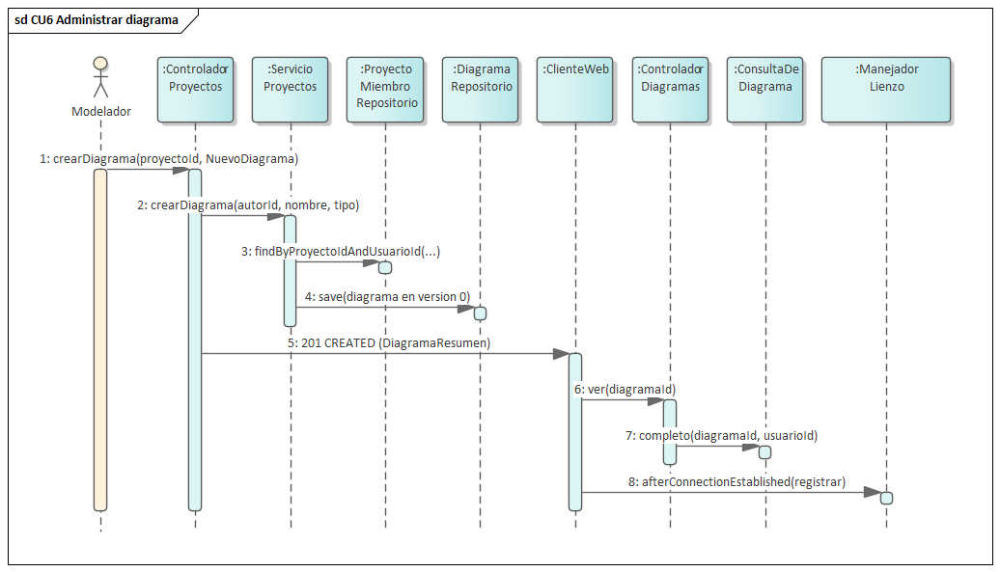 sd CU6 Administrar diagrama
:Controlador
Proyectos
:Servicio
Proyectos
:Proyecto
Miembro
Repositorio
:Diagrama
Repositorio
:ClienteWeb
:Controlador
Diagramas
:ConsultaDe
Diagrama
:Manejador
Lienzo
Modelador
1: crearDiagrama(proyectoId, NuevoDiagrama)
2: crearDiagrama(autorId, nombre, tipo)
3: findByProyectoIdAndUsuarioId(...)
4: save(diagrama en version 0)
5: 201 CREATED (DiagramaResumen)
6: ver(diagramaId)
7: completo(diagramaId, usuarioId)
8: afterConnectionEstablished(registrar)